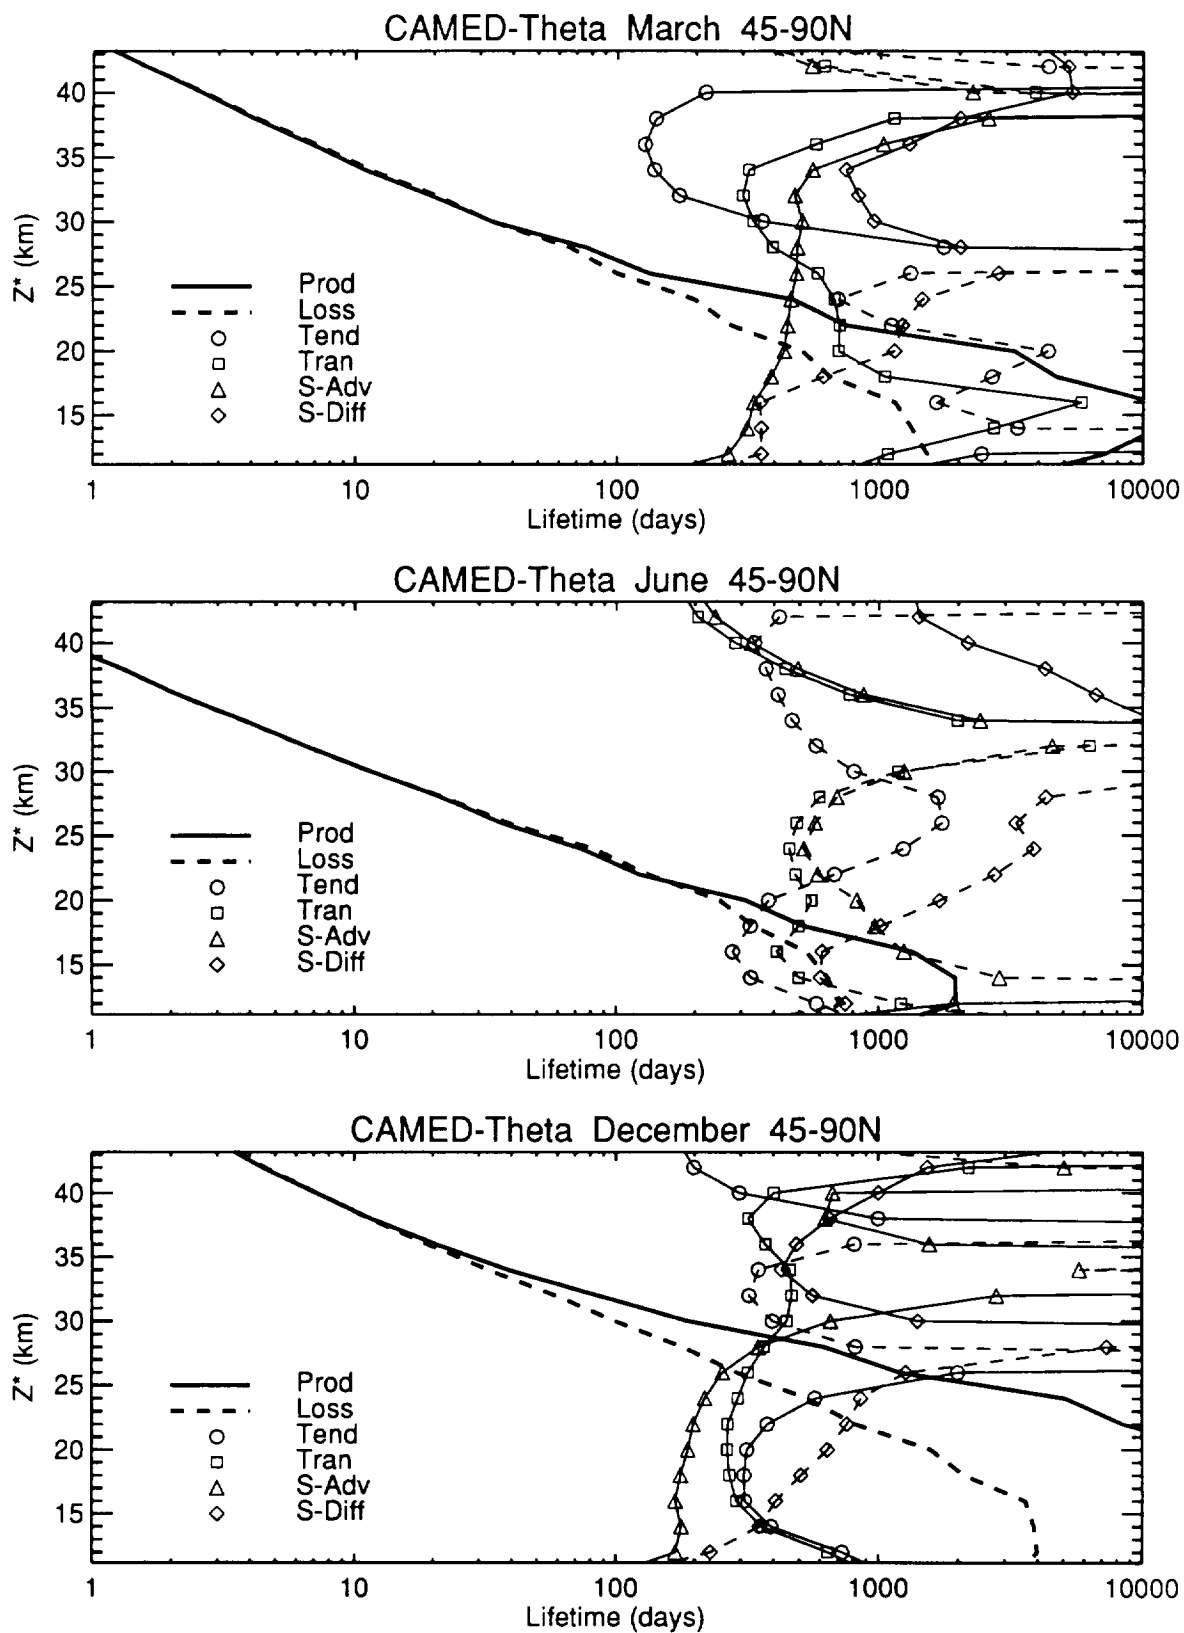 CAMED-Theta March 45-90N
40
35
30
25
20
15
Z* (km)
Prod
Loss
Tend
Tran
S-Adv
S-Diff
1 10 100 1000 10000
Lifetime (days)
CAMED-Theta June 45-90N
40
35
30
25
20
15
Z* (km)
Prod
Loss
Tend
Tran
S-Adv
S-Diff
1 10 100 1000 10000
Lifetime (days)
CAMED-Theta December 45-90N
40
35
30
25
20
15
Z* (km)
Prod
Loss
Tend
Tran
S-Adv
S-Diff
1 10 100 1000 10000
Lifetime (days)